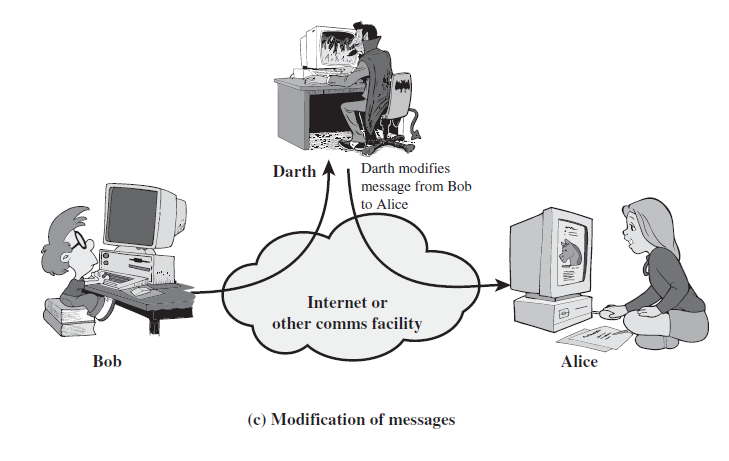 Darth
Darth modifies
message from Bob
to Alice
Internet or
other comms facility
Bob
Alice
(c) Modification of messages